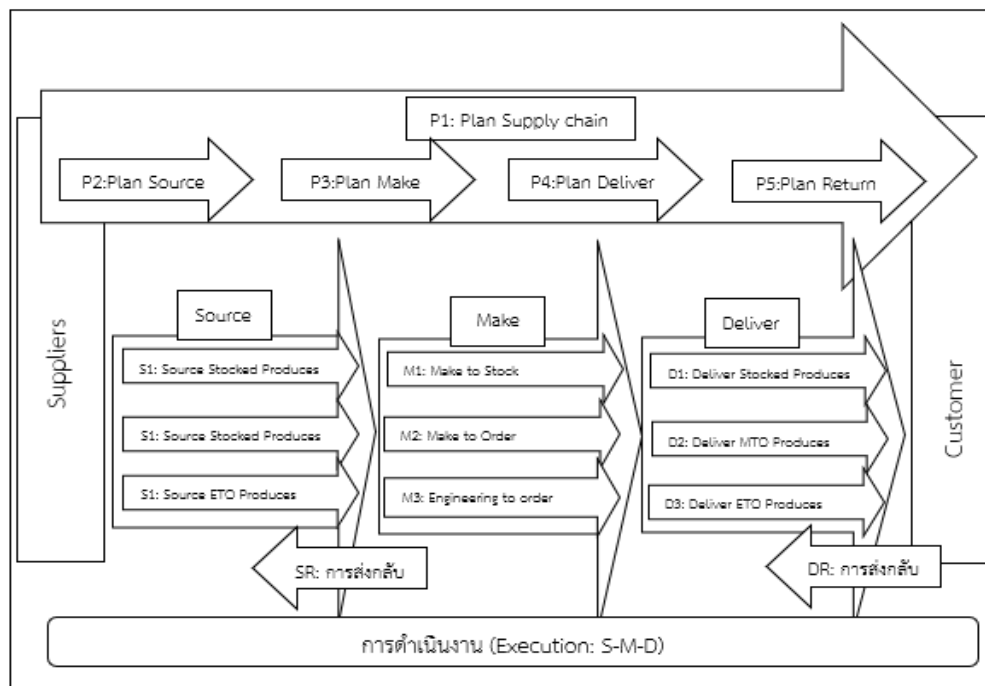 P1: Plan Supply chain
P2:Plan Source
P3:Plan Make
P4:Plan Deliver
P5:Plan Return
Suppliers
Source
Make
Deliver
S1: Source Stocked Produces
M1: Make to Stock
D1: Deliver Stocked Produces
S1: Source Stocked Produces
M2: Make to Order
D2: Deliver MTO Produces
S1: Source ETO Produces
M3: Engineering to order
D3: Deliver ETO Produces
Customer
SR: การส่งกลับ
DR: การส่งกลับ
การดำเนินงาน (Execution: S-M-D)